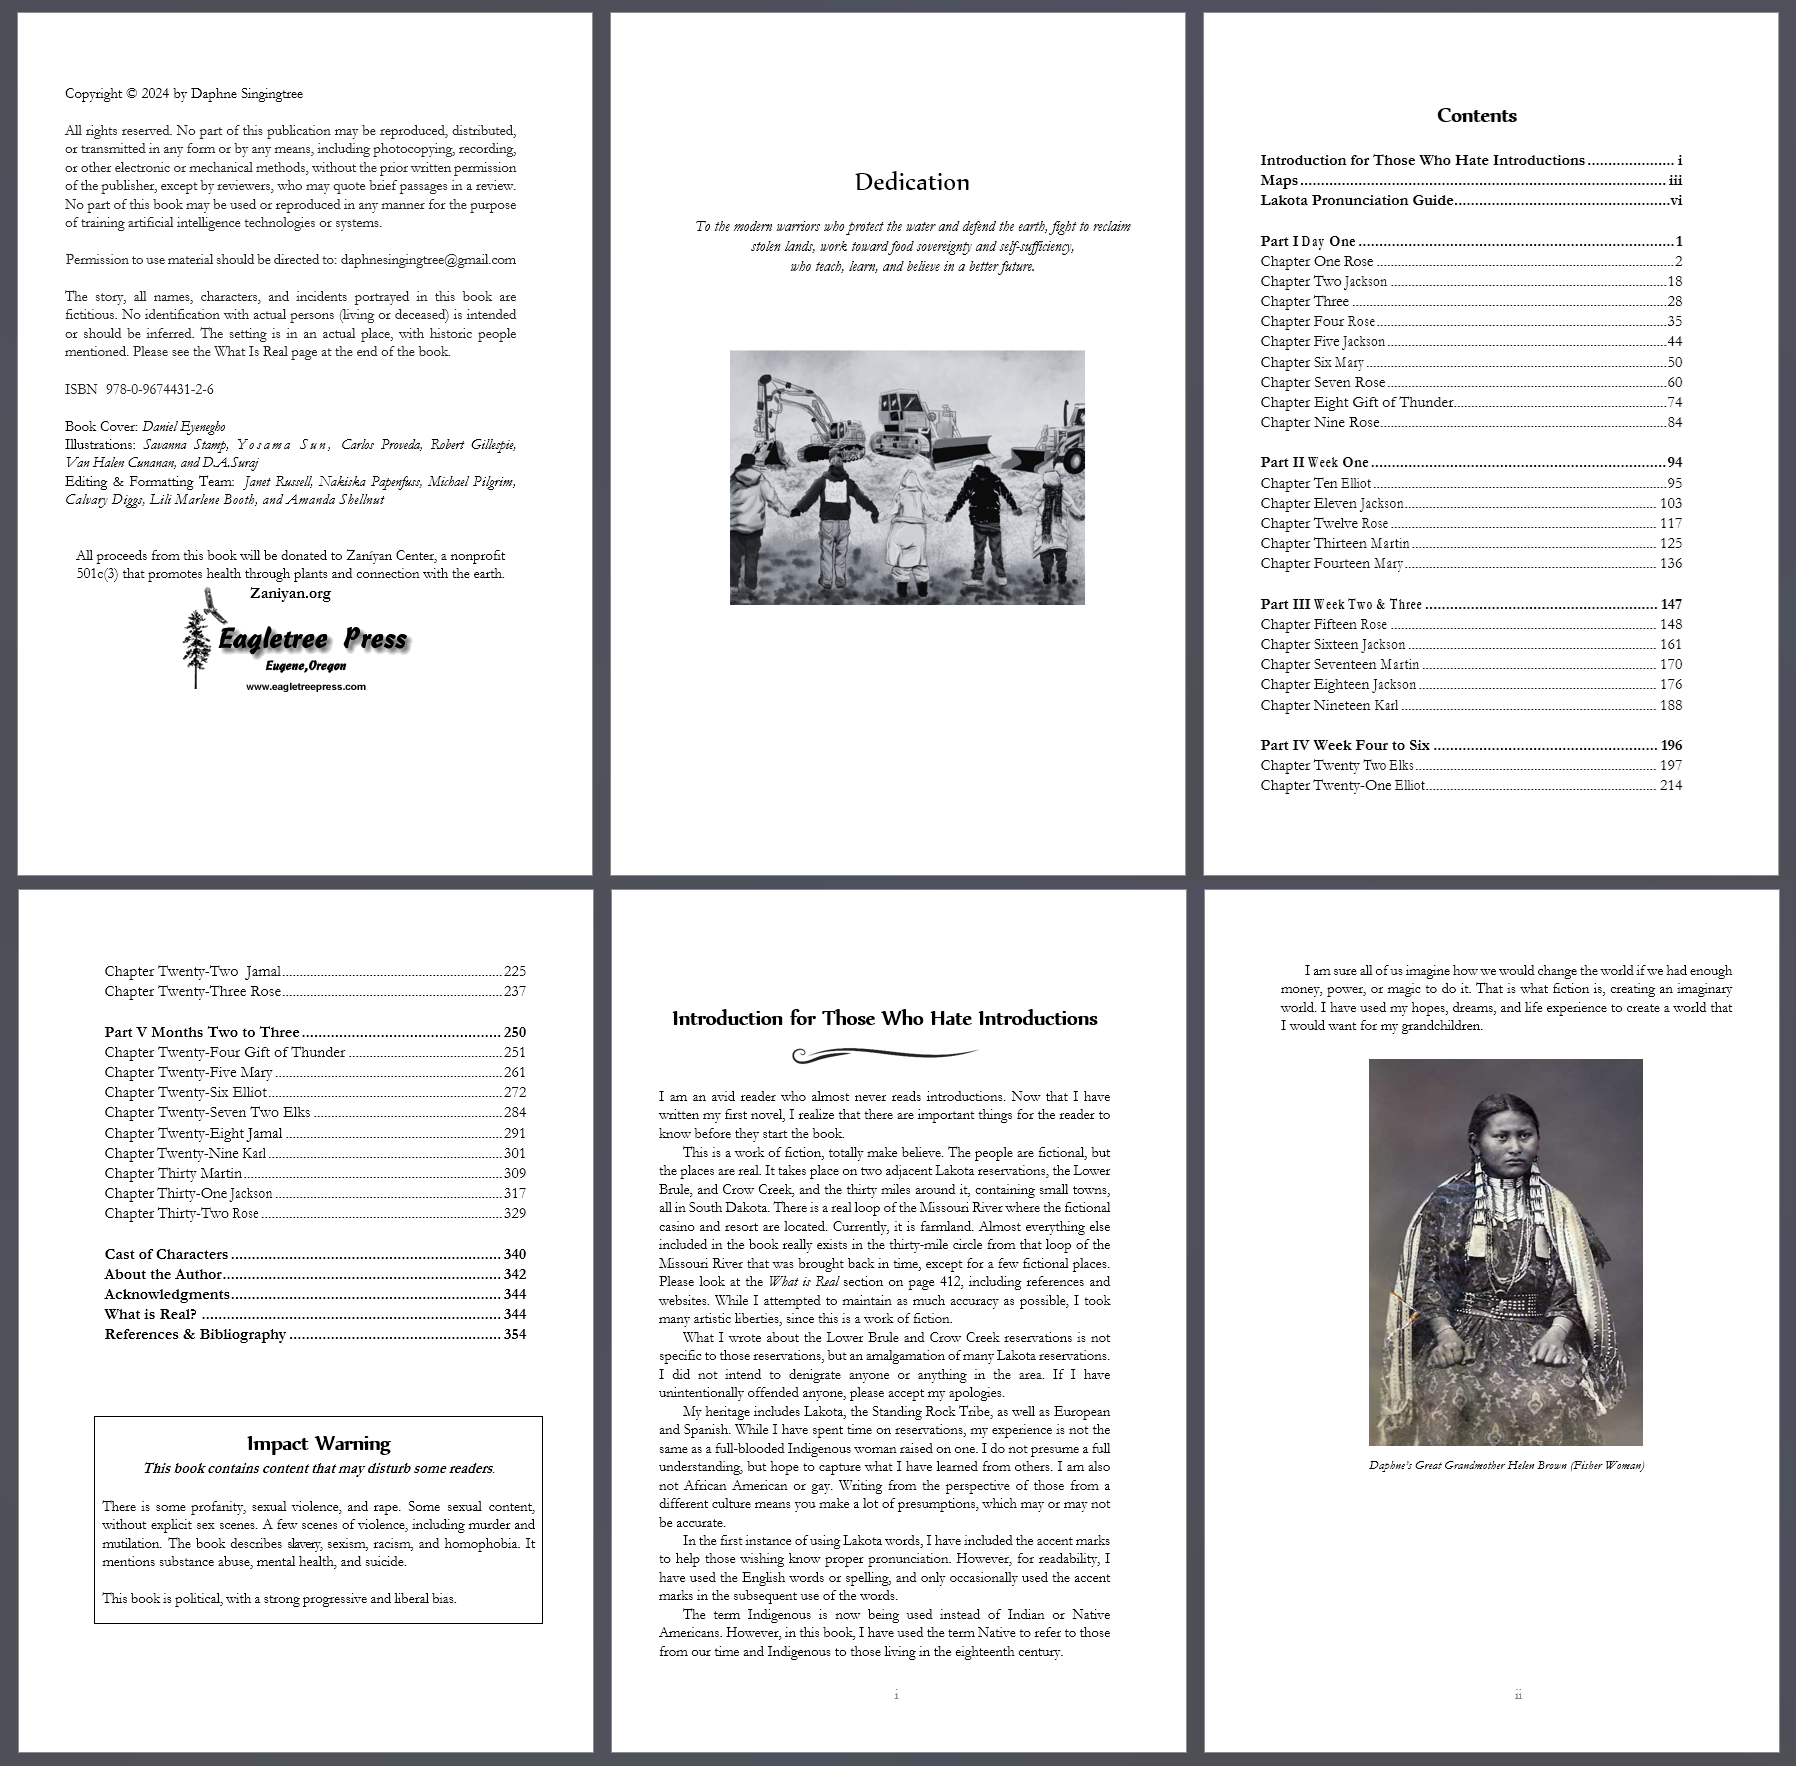 Copyright © 2024 by Daphne Singingtree
All rights reserved. No part of this publication may be reproduced, distributed,
or transmitted in any form or by any means, including photocopying, recording,
or other electronic or mechanical methods, without the prior written permission
of the publisher, except by reviewers, who may quote brief passages in a review.
No part of this book may be used or reproduced in any manner for the purpose
of training artificial intelligence technologies or systems.
Permission to use material should be directed to: daphnesingingtree@gmail.com
The story, all names, characters, and incidents portrayed in this book are
fictitious. No identification with actual persons (living or deceased) is intended
or should be inferred. The setting is in an actual place, with historic people
mentioned. Please see the What Is Real page at the end of the book.
ISBN 978-0-9674431-2-6
Book Cover: Daniel Eyenegho
Illustrations: Savanna Stamp, Yosama Sun, Carlos Proveda, Robert Gillespie,
Van Halen Cunanan, and D.A.Suraj
Editing & Formatting Team: Janet Russell, Nakiska Papenfuss, Michael Pilgrim,
Calvary Diggs, Lili Marlene Booth, and Amanda Shellnut
All proceeds from this book will be donated to Zaníyan Center, a nonprofit
501c(3) that promotes health through plants and connection with the earth.
Zaniyan.org
Eagletree Press
Eugene,Oregon
www.eagletreepress.com
Dedication
To the modern warriors who protect the water and defend the earth, fight to reclaim
stolen lands, work toward food sovereignty and self-sufficiency,
who teach, learn, and believe in a better future.
Contents
Introduction for Those Who Hate Introductions .................... i
Maps .................... iii
Lakota Pronunciation Guide.................... vi
Part I Day One .................... 1
Chapter One Rose .................... 2
Chapter Two Jackson .................... 18
Chapter Three .................... 28
Chapter Four Rose.................... 35
Chapter Five Jackson.................... 44
Chapter Six Mary.................... 50
Chapter Seven Rose.................... 60
Chapter Eight Gift of Thunder.................... 74
Chapter Nine Rose.................... 84
Part II Week One .................... 94
Chapter Ten Elliot.................... 95
Chapter Eleven Jackson.................... 103
Chapter Twelve Rose .................... 117
Chapter Thirteen Martin.................... 125
Chapter Fourteen Mary.................... 136
Part III Week Two & Three .................... 147
Chapter Fifteen Rose .................... 148
Chapter Sixteen Jackson .................... 161
Chapter Seventeen Martin .................... 170
Chapter Eighteen Jackson .................... 176
Chapter Nineteen Karl .................... 188
Part IV Week Four to Six .................... 196
Chapter Twenty Two Elks.................... 197
Chapter Twenty-One Elliot.................... 214
Chapter Twenty-Two Jamal.................... 225
Chapter Twenty-Three Rose.................... 237
Part V Months Two to Three .................... 250
Chapter Twenty-Four Gift of Thunder .................... 251
Chapter Twenty-Five Mary .................... 261
Chapter Twenty-Six Elliot.................... 272
Chapter Twenty-Seven Two Elks .................... 284
Chapter Twenty-Eight Jamal .................... 291
Chapter Twenty-Nine Karl.................... 301
Chapter Thirty Martin.................... 309
Chapter Thirty-One Jackson .................... 317
Chapter Thirty-Two Rose .................... 329
Cast of Characters .................... 340
About the Author.................... 342
Acknowledgments.................... 344
What is Real? .................... 344
References & Bibliography .................... 354
Impact Warning
This book contains content that may disturb some readers.
There is some profanity, sexual violence, and rape. Some sexual content,
without explicit sex scenes. A few scenes of violence, including murder and
mutilation. The book describes slavery, sexism, racism, and homophobia. It
mentions substance abuse, mental health, and suicide.
This book is political, with a strong progressive and liberal bias.
Introduction for Those Who Hate Introductions
I am an avid reader who almost never reads introductions. Now that I have
written my first novel, I realize that there are important things for the reader to
know before they start the book.
This is a work of fiction, totally make believe. The people are fictional, but
the places are real. It takes place on two adjacent Lakota reservations, the Lower
Brule, and Crow Creek, and the thirty miles around it, containing small towns,
all in South Dakota. There is a real loop of the Missouri River where the fictional
casino and resort are located. Currently, it is farmland. Almost everything else
included in the book really exists in the thirty-mile circle from that loop of the
Missouri River that was brought back in time, except for a few fictional places.
Please look at the What is Real section on page 412, including references and
websites. While I attempted to maintain as much accuracy as possible, I took
many artistic liberties, since this is a work of fiction.
What I wrote about the Lower Brule and Crow Creek reservations is not
specific to those reservations, but an amalgamation of many Lakota reservations.
I did not intend to denigrate anyone or anything in the area. If I have
unintentionally offended anyone, please accept my apologies.
My heritage includes Lakota, the Standing Rock Tribe, as well as European
and Spanish. While I have spent time on reservations, my experience is not the
same as a full-blooded Indigenous woman raised on one. I do not presume a full
understanding, but hope to capture what I have learned from others. I am also
not African American or gay. Writing from the perspective of those from a
different culture means you make a lot of presumptions, which may or may not
be accurate.
In the first instance of using Lakota words, I have included the accent marks
to help those wishing know proper pronunciation. However, for readability, I
have used the English words or spelling, and only occasionally used the accent
marks in the subsequent use of the words.
The term Indigenous is now being used instead of Indian or Native
Americans. However, in this book, I have used the term Native to refer to those
from our time and Indigenous to those living in the eighteenth century.
i
I am sure all of us imagine how we would change the world if we had enough
money, power, or magic to do it. That is what fiction is, creating an imaginary
world. I have used my hopes, dreams, and life experience to create a world that
I would want for my grandchildren.
Daphne's Great Grandmother Helen Brown (Fisher Woman)
ii